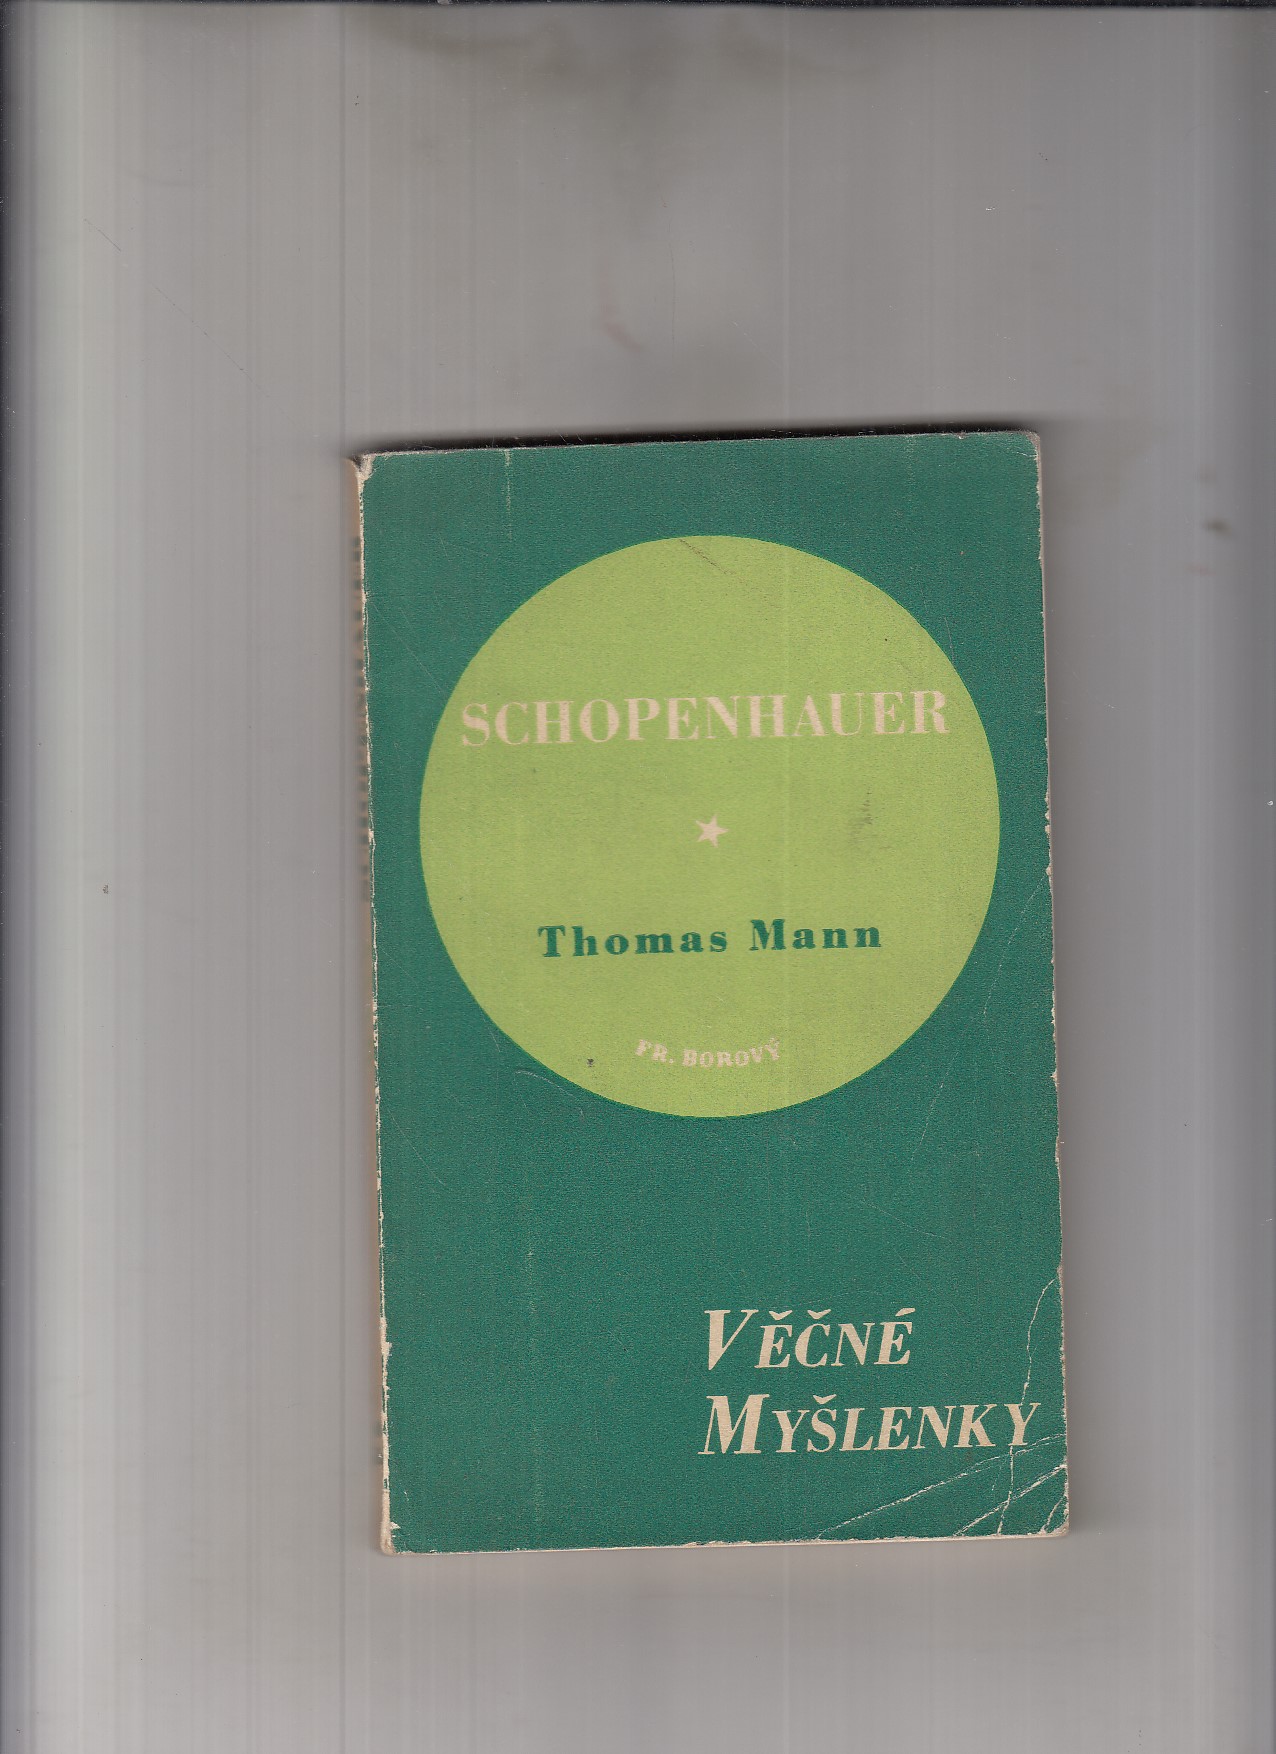 SCHOPENHAUER
Thomas Mann
FR. BOROVÝ
VĚČNÉ
MYŠLENKY